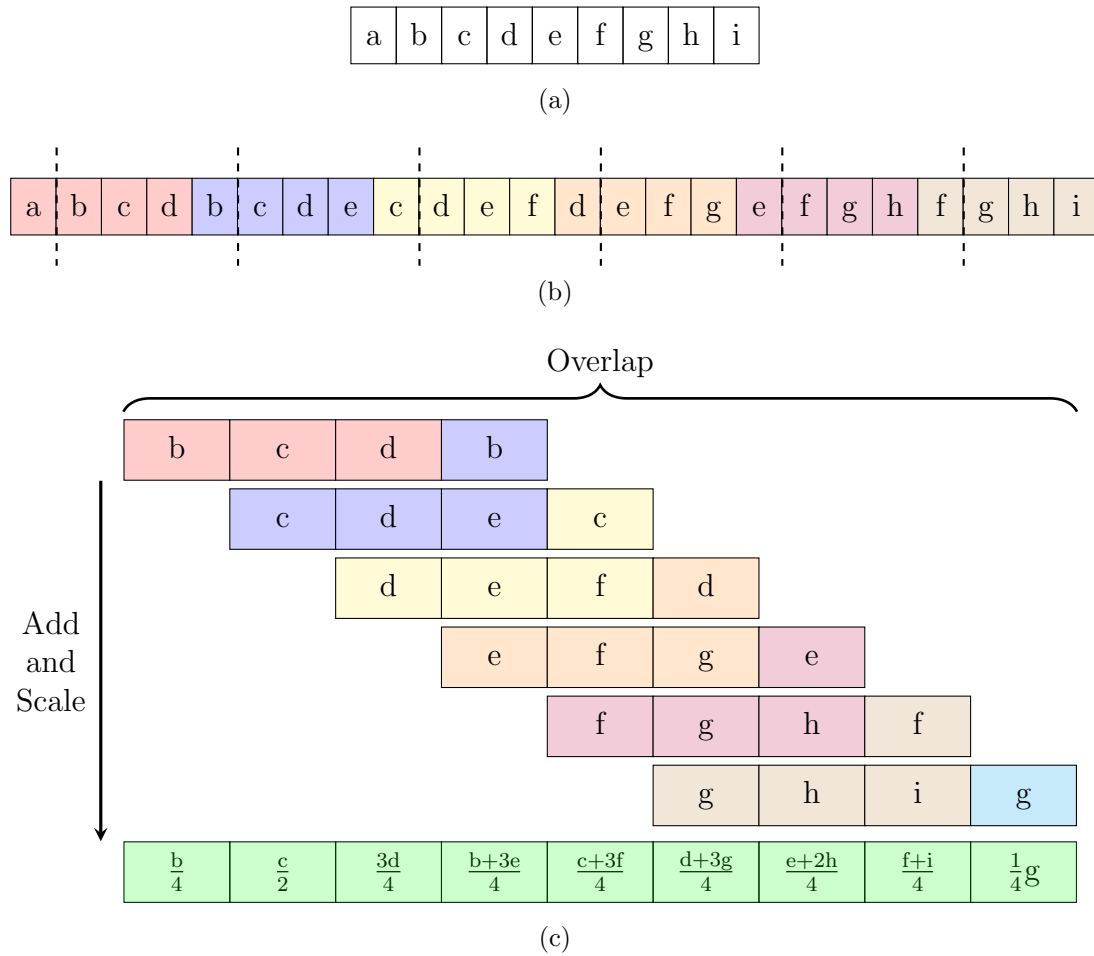 a b c d e f g h i
(a)
a b c d b c d e c d e f d e f g e f g h f g h i
(b)
Overlap
b c d b
c d e c
d e f d
e f g e
f g h f
g h i g
Add
and
Scale
b/4 c/2 3d/4 b+3e/4 c+3f/4 d+3g/4 e+2h/4 f+i/4 1/4g
(c)